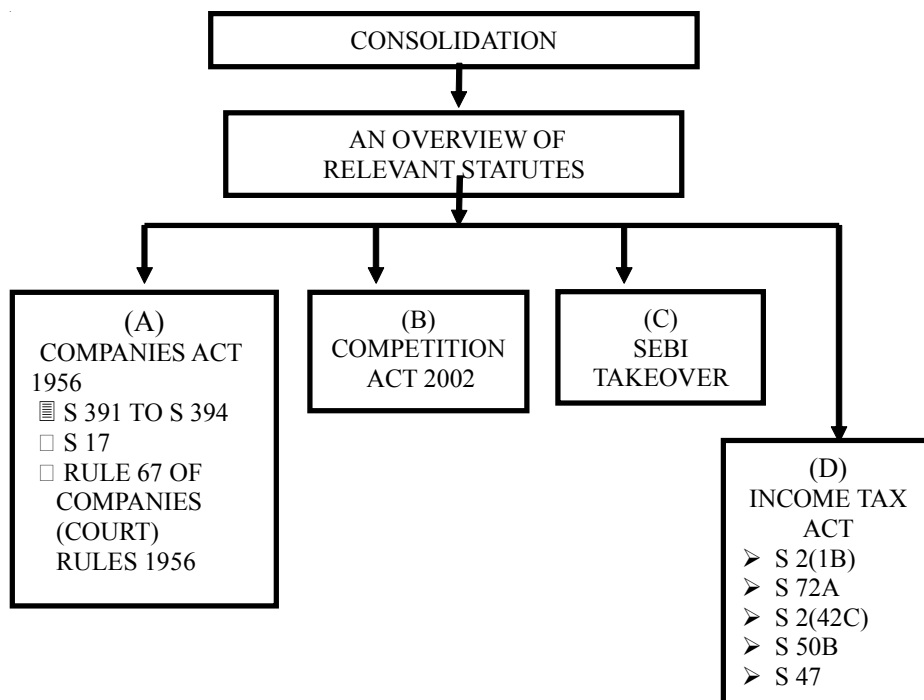 CONSOLIDATION
AN OVERVIEW OF
RELEVANT STATUTES
(A)
COMPANIES ACT
1956
S 391 TO S 394
S 17
RULE 67 OF
COMPANIES
(COURT)
RULES 1956
(B)
COMPETITION
ACT 2002
(C)
SEBI
TAKEOVER
(D)
INCOME TAX
ACT
➢ S 2(1B)
➢ S 72A
➢ S 2(42C)
➢ S 50B
➢ S 47